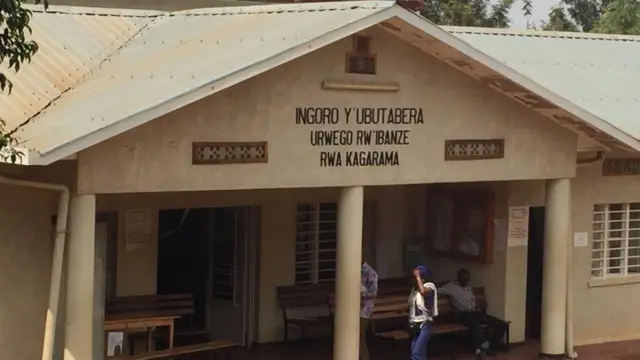 INGORO Y'UBUTABERA
URWEGO RW'IBANZE
RWA KAGARAMA